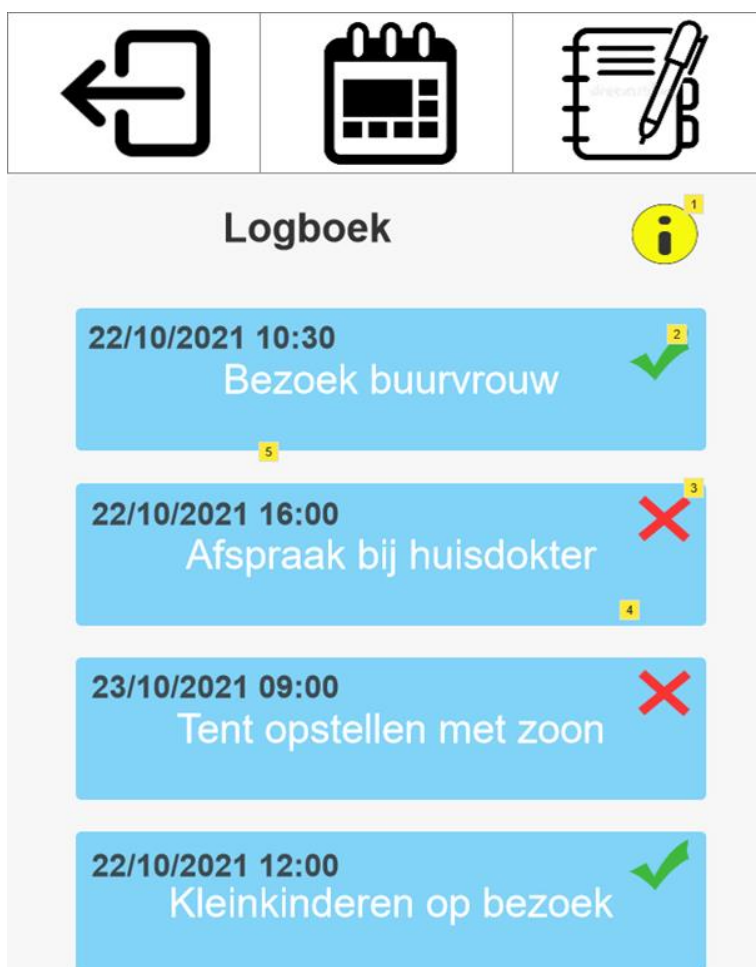 Logboek
1
22/10/2021 10:30
2
Bezoek buurvrouw
5
22/10/2021 16:00
3
Afspraak bij huisdokter
4
23/10/2021 09:00
Tent opstellen met zoon
22/10/2021 12:00
Kleinkinderen op bezoek